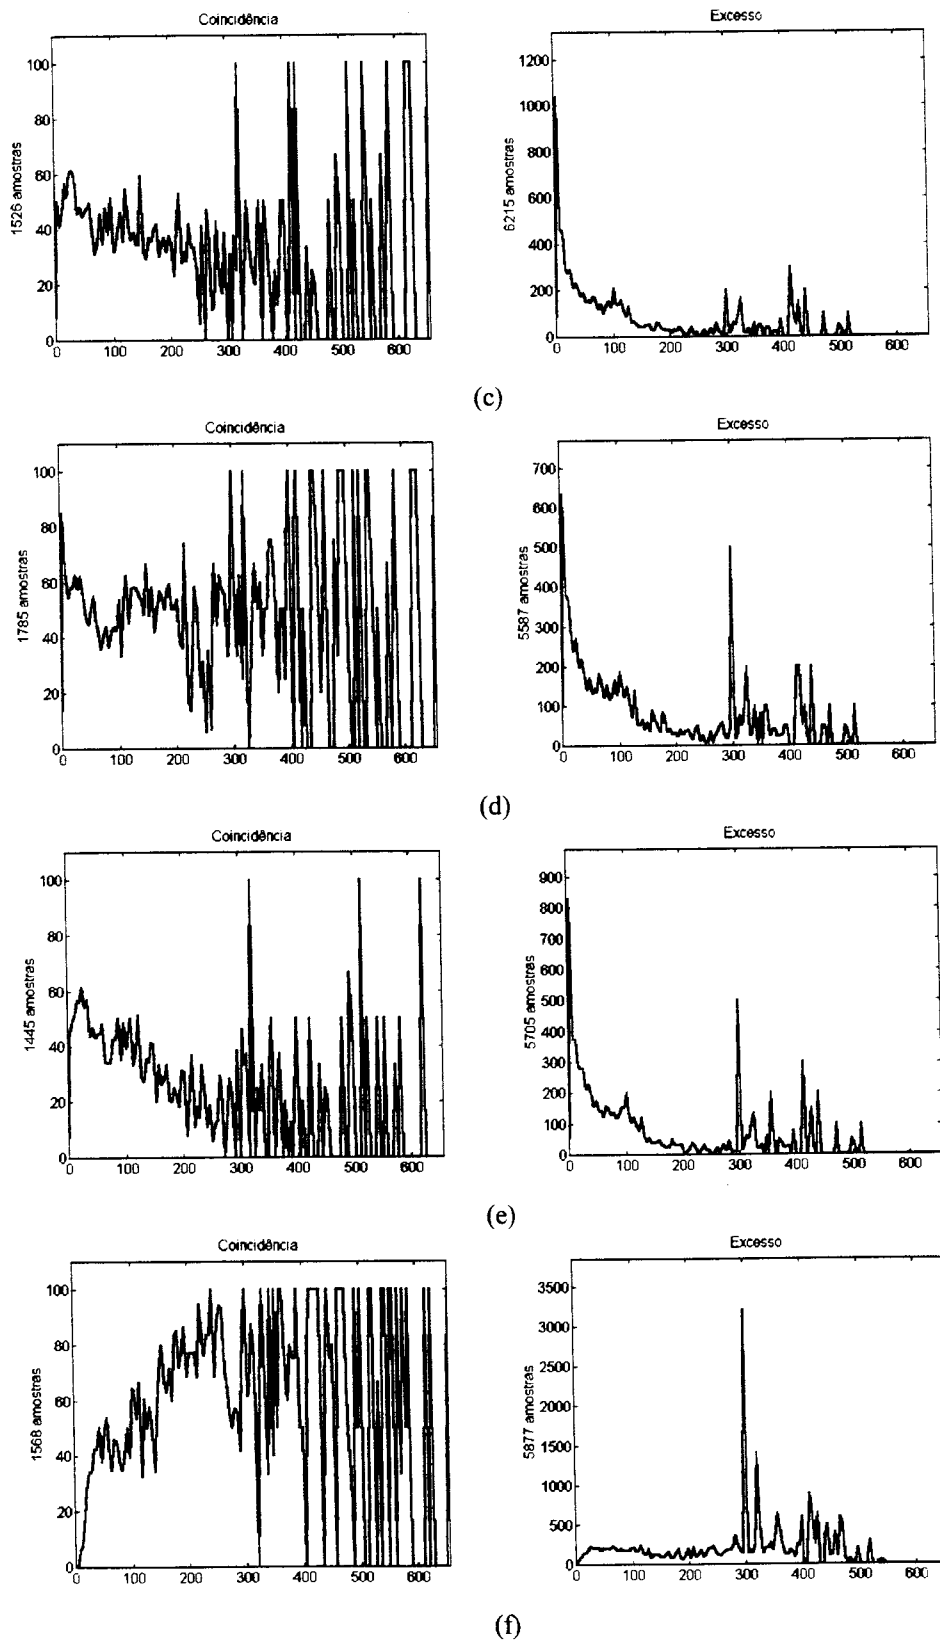 Coincidência
100
80
60
40
20
0
1526 amostras
0 100 200 300 400 500 600
Excesso
1200
1000
800
600
400
200
0
6215 amostras
0 100 200 300 400 500 600
(c)
Coincidência
100
80
60
40
20
0
1785 amostras
0 100 200 300 400 500 600
Excesso
700
600
500
400
300
200
100
0
5587 amostras
0 100 200 300 400 500 600
(d)
Coincidência
100
80
60
40
20
0
1445 amostras
0 100 200 300 400 500 600
Excesso
900
800
700
600
500
400
300
200
100
0
5705 amostras
0 100 200 300 400 500 600
(e)
Coincidência
100
80
60
40
20
0
1568 amostras
0 100 200 300 400 500 600
Excesso
3500
3000
2500
2000
1500
1000
500
0
5877 amostras
0 100 200 300 400 500 600
(f)